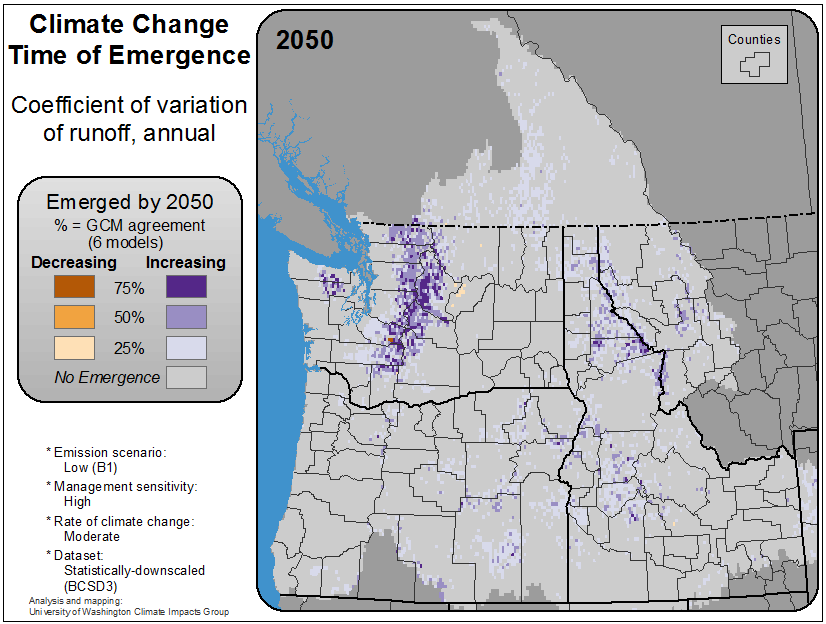 Climate Change
Time of Emergence
Coefficient of variation
of runoff, annual
Emerged by 2050
% = GCM agreement
(6 models)
Decreasing Increasing
75%
50%
25%
No Emergence
* Emission scenario:
Low (B1)
* Management sensitivity:
High
* Rate of climate change:
Moderate
* Dataset:
Statistically-downscaled
(BCSD3)
Analysis and mapping:
University of Washington Climate Impacts Group
2050
Counties